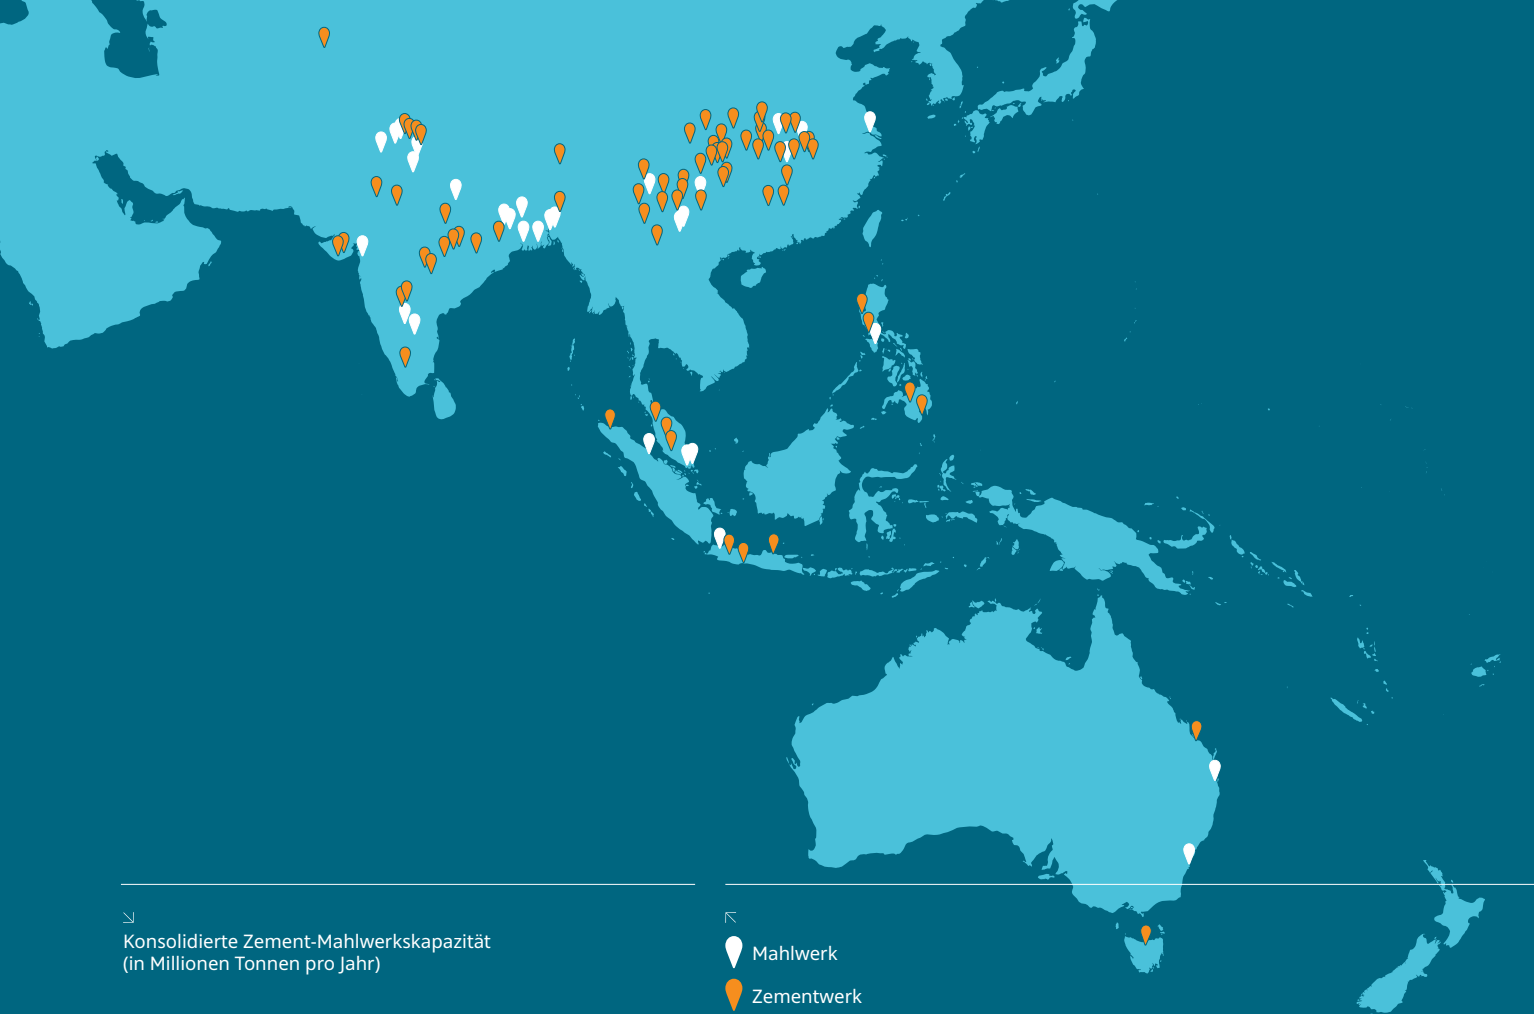 Konsolidierte Zement-Mahlwerkskapazität
(in Millionen Tonnen pro Jahr)
Mahlwerk
Zementwerk